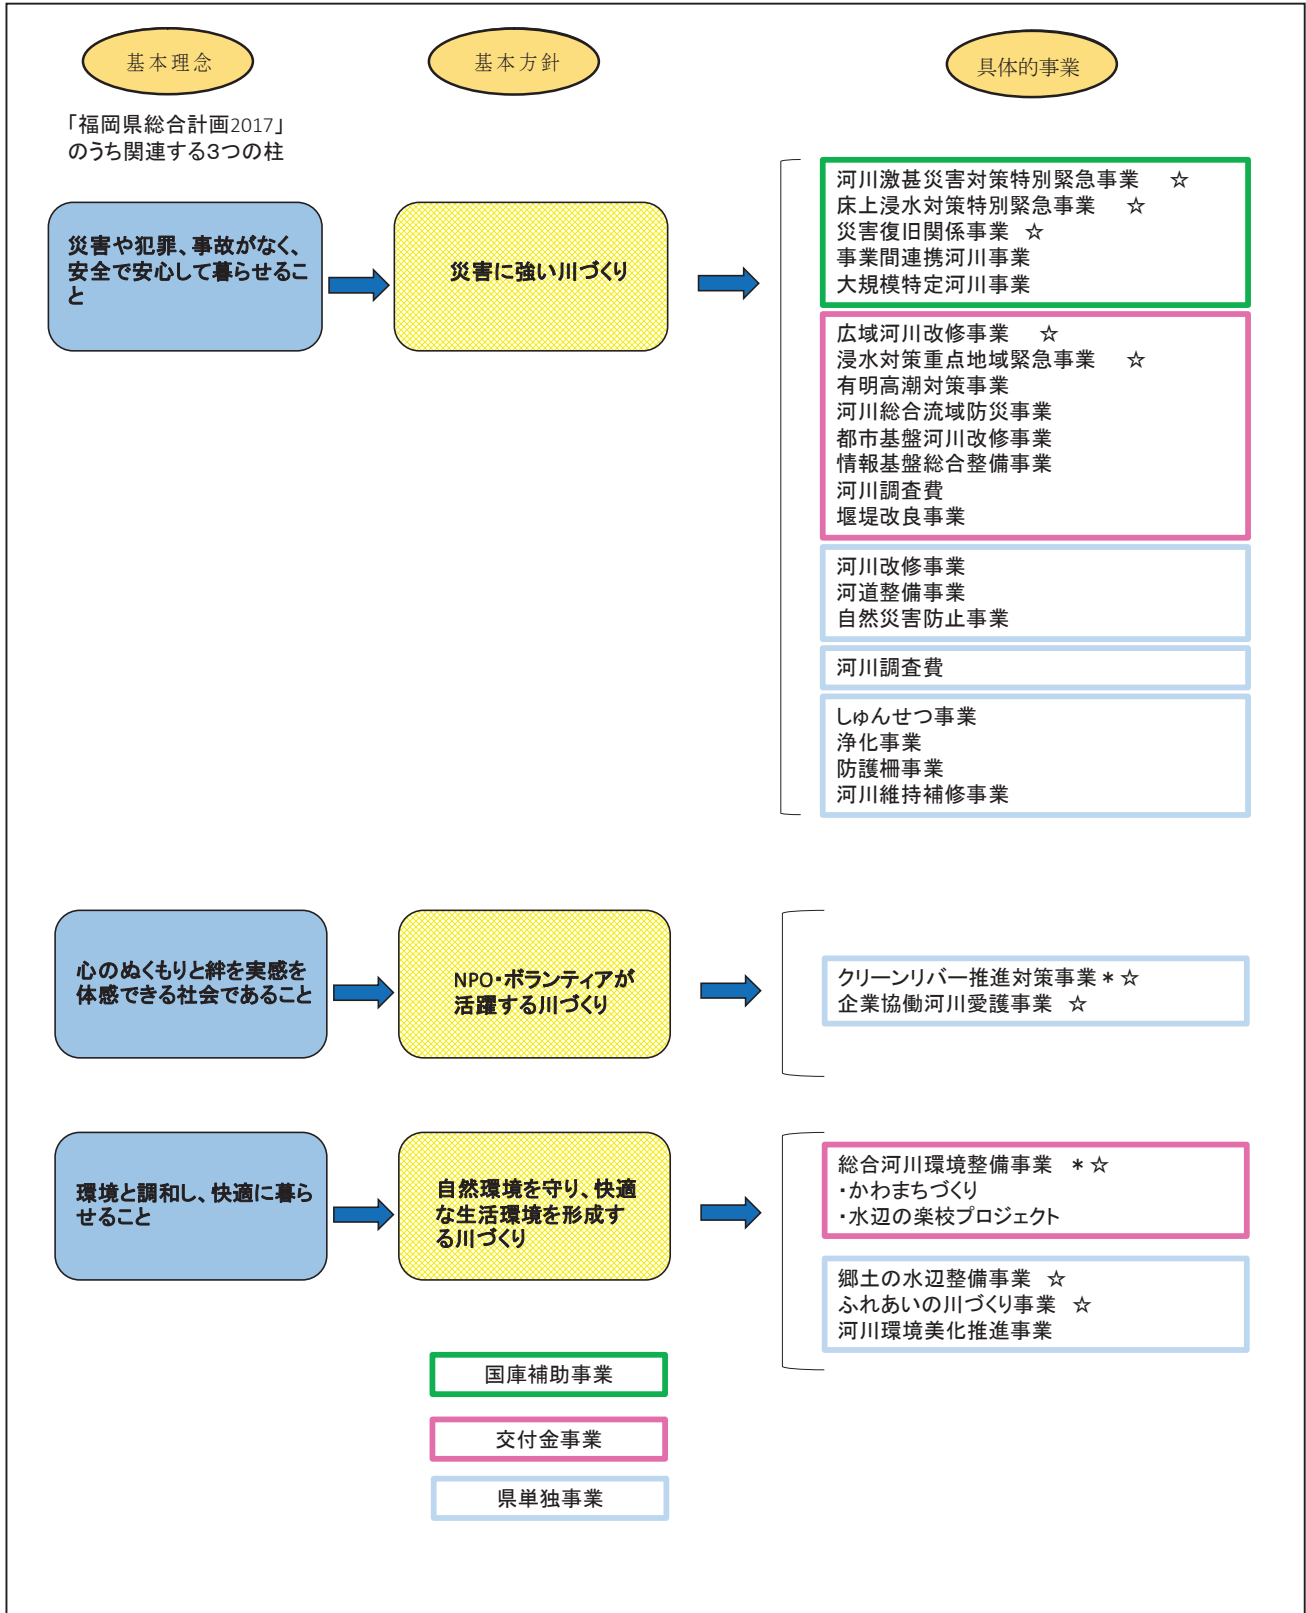 基本理念
基本方針
具体的事業
「福岡県総合計画2017」
のうち関連する3つの柱
災害や犯罪、事故がなく、
安全で安心して暮らせるこ
と
災害に強い川づくり
河川激甚災害対策特別緊急事業 ☆
床上浸水対策特別緊急事業 ☆
災害復旧関係事業 ☆
事業間連携河川事業
大規模特定河川事業
広域河川改修事業 ☆
浸水対策重点地域緊急事業 ☆
有明高潮対策事業
河川総合流域防災事業
都市基盤河川改修事業
情報基盤総合整備事業
河川調査費
堰堤改良事業
河川改修事業
河道整備事業
自然災害防止事業
河川調査費
しゅんせつ事業
浄化事業
防護柵事業
河川維持補修事業
心のぬくもりと絆を実感を
体感できる社会であること
NPO・ボランティアが
活躍する川づくり
クリーンリバー推進対策事業＊☆
企業協働河川愛護事業 ☆
環境と調和し、快適に暮ら
せること
自然環境を守り、快適
な生活環境を形成す
る川づくり
総合河川環境整備事業 ＊☆
・かわまちづくり
・水辺の楽校プロジェクト
郷土の水辺整備事業 ☆
ふれあいの川づくり事業 ☆
河川環境美化推進事業
国庫補助事業
交付金事業
県単独事業